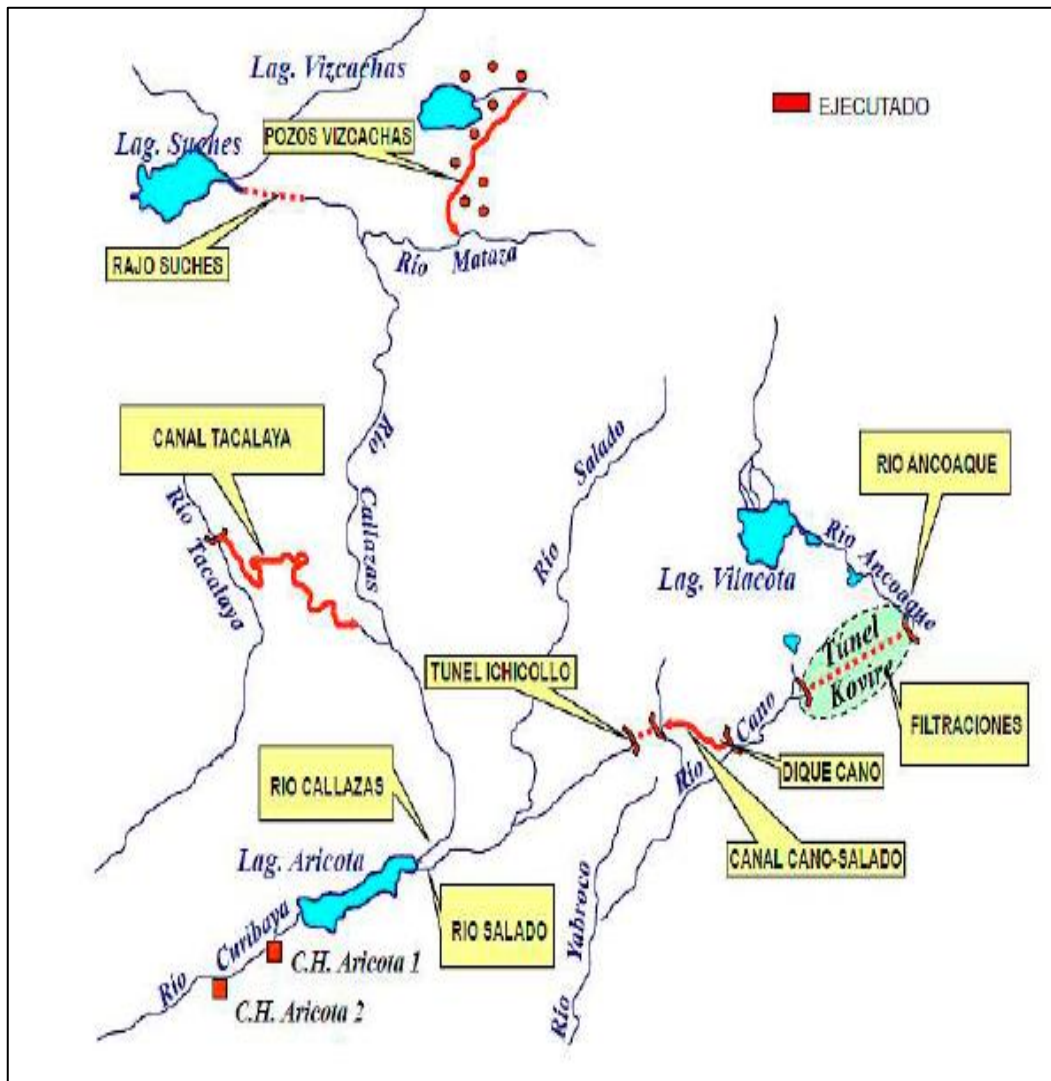 Lag. Vizcachas
EJECUTADO
POZOS VIZCACHAS
Lag. Suches
RAJO SUCHES
Río Mataza
CANAL TACALAYA
Río Callazas
Río Salado
RIO ANCOAQUE
Río Tacalaya
Río Ancoaque
Lag. Vilacota
Túnel
Kovire
TUNEL ICHICOLLO
FILTRACIONES
Río Cano
DIQUE CANO
RIO CALLAZAS
CANAL CANO-SALADO
Lag. Aricota
RIO SALADO
Río Yabroco
Río Curibaya
C.H. Aricota 1
C.H. Aricota 2